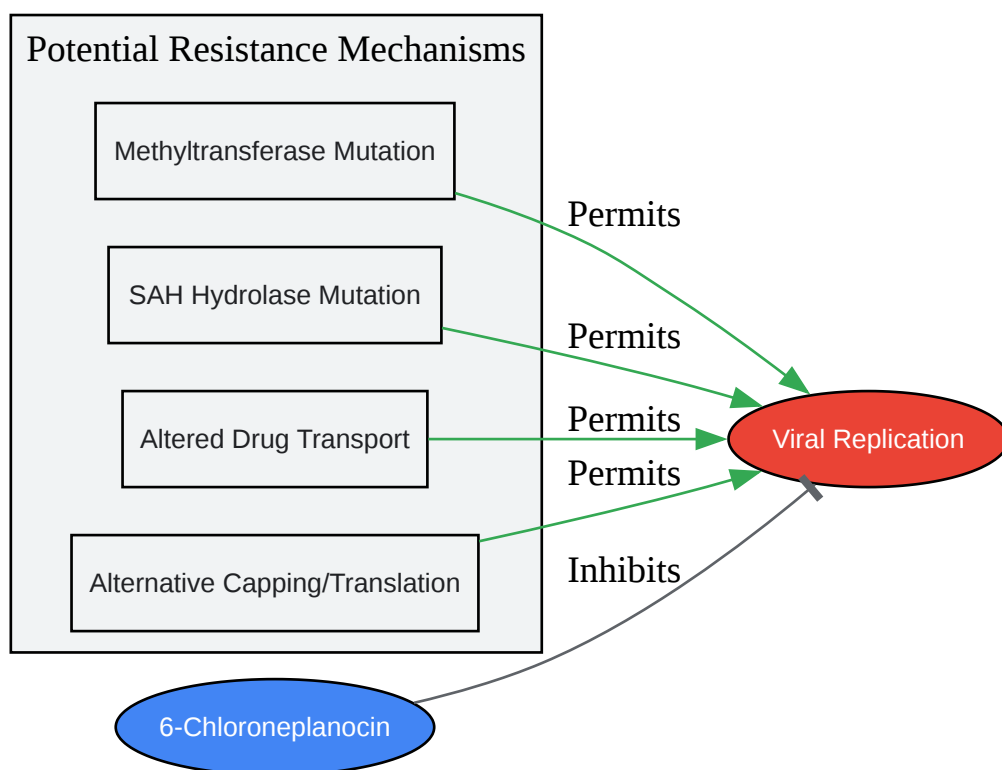 Potential Resistance Mechanisms
Methyltransferase Mutation
Permits
SAH Hydrolase Mutation
Permits
Altered Drug Transport
Permits
Viral Replication
Permits
Alternative Capping/Translation
Inhibits
6-Chloroneplanocin